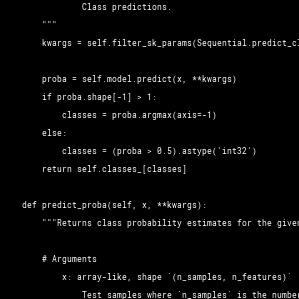 Class predictions.
"""
kwargs = self.filter_sk_params(Sequential.predict_cl
proba = self.model.predict(x, **kwargs)
if proba.shape[-1] > 1:
classes = proba.argmax(axis=-1)
else:
classes = (proba > 0.5).astype('int32')
return self.classes_[classes]
def predict_proba(self, x, **kwargs):
"""Returns class probability estimates for the given
# Arguments
x: array-like, shape `(n_samples, n_features)`
Test samples where `n_samples` is the number